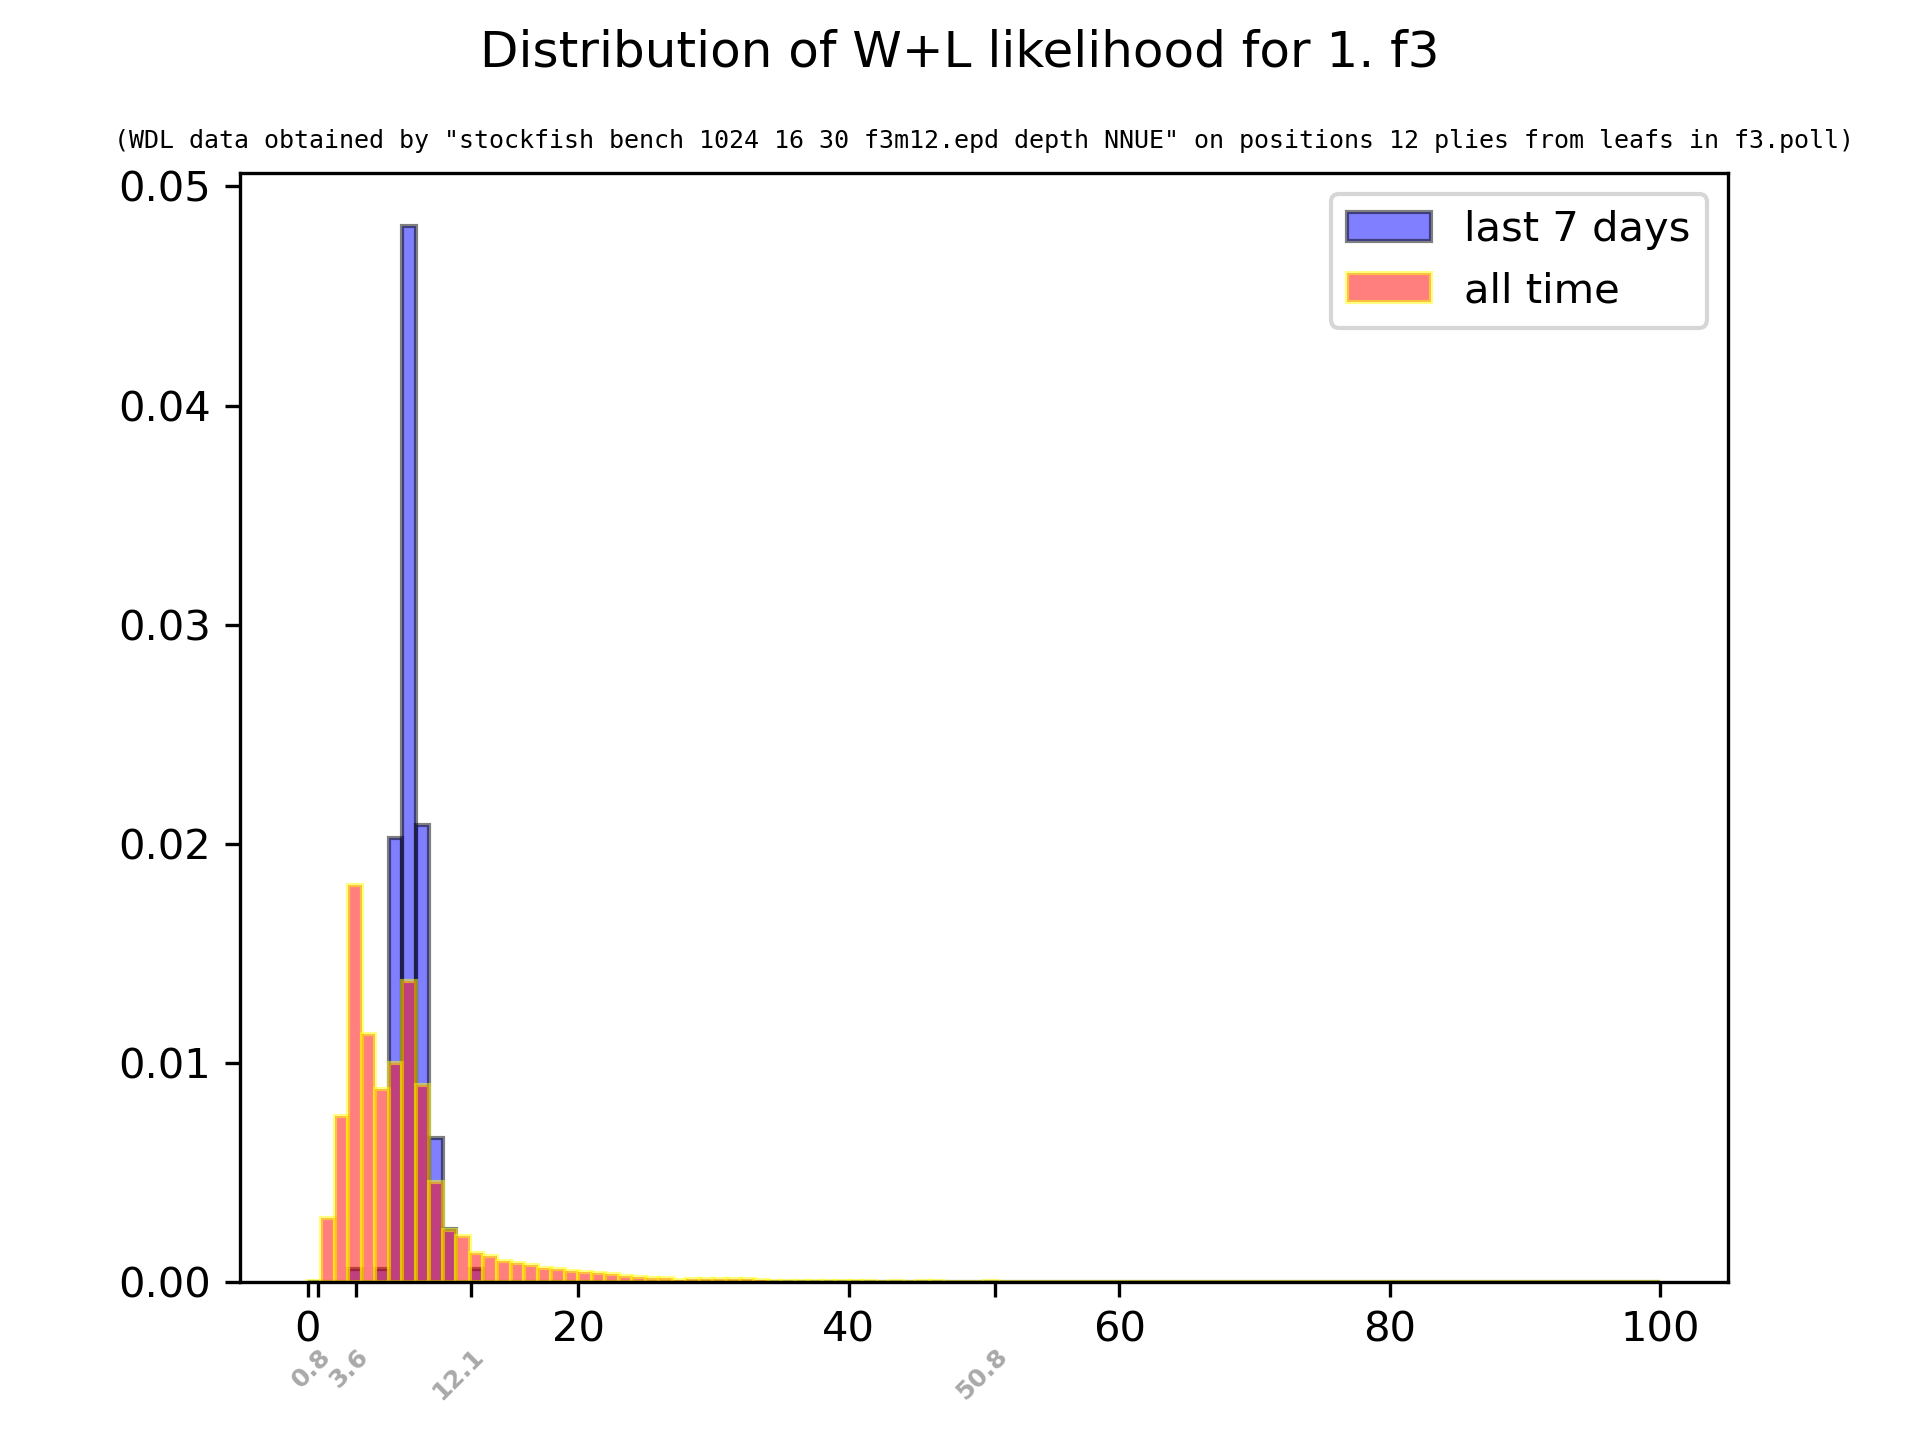 Distribution of W+L likelihood for 1. f3
(WDL data obtained by "stockfish bench 1024 16 30 f3m12.epd depth NNUE" on positions 12 plies from leafs in f3.poll)
last 7 days
all time
0.05
0.04
0.03
0.02
0.01
0.00
0 20 40 60 80 100
0.8 3.6 12.1 50.8